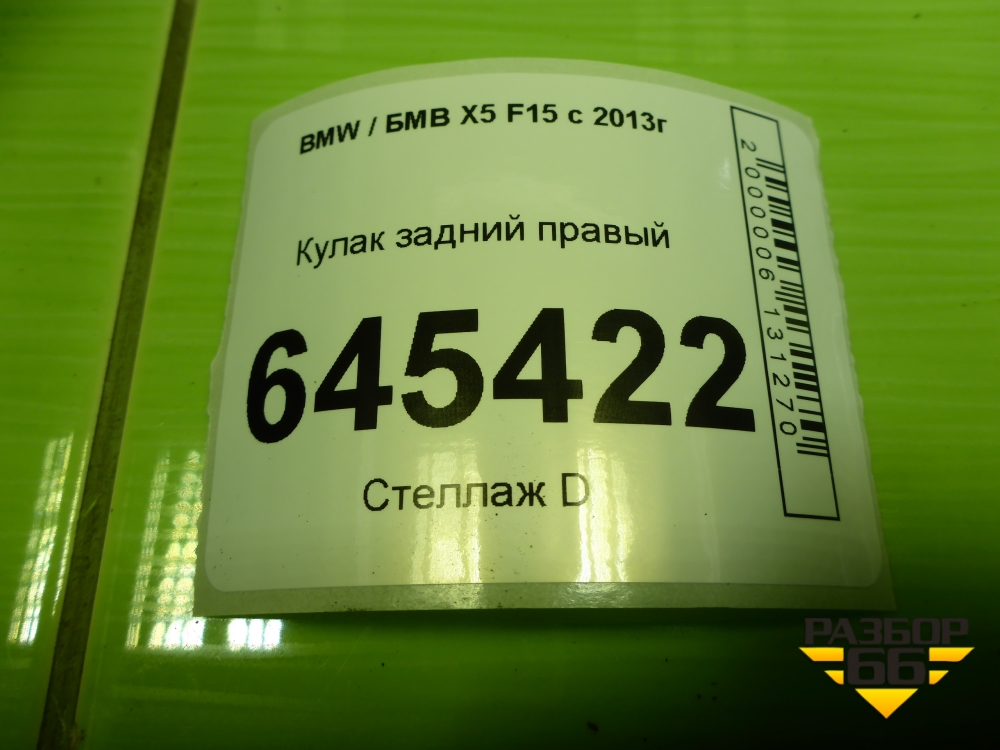 BMW / БМВ X5 F15 с 2013г
Кулак задний правый
645422
Стеллаж D
2000006131270
РАЗБОР
66